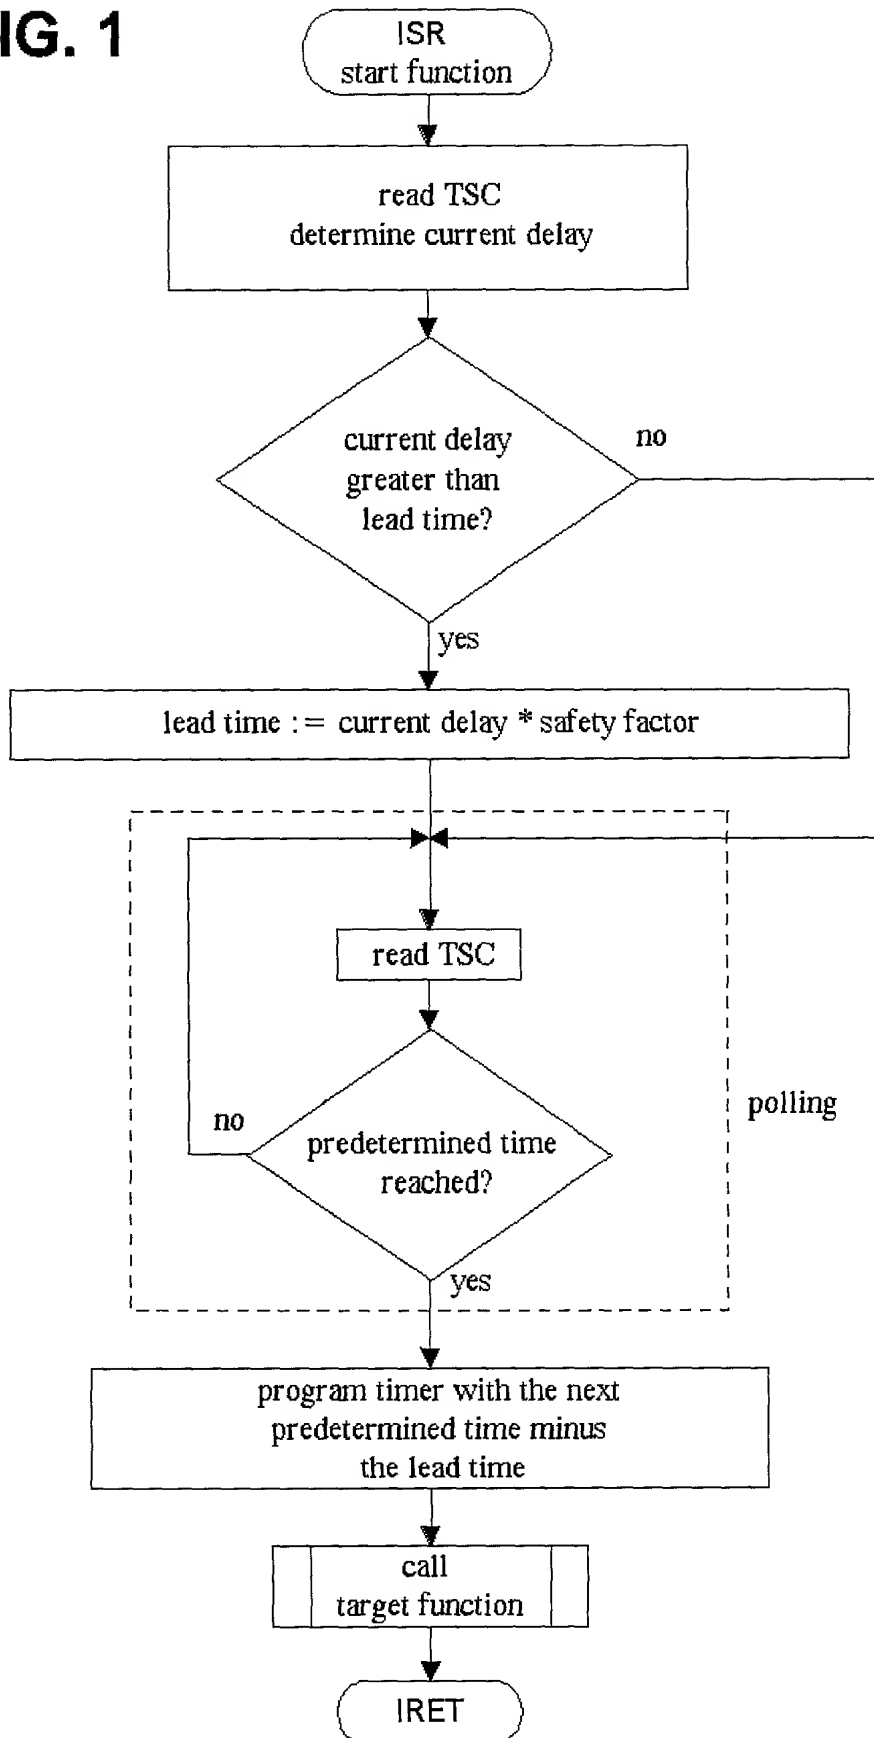 IG. 1
ISR
start function
read TSC
determine current delay
current delay
greater than
lead time?
no
yes
lead time := current delay * safety factor
read TSC
no
predetermined time
reached?
polling
yes
program timer with the next
predetermined time minus
the lead time
call
target function
IRET